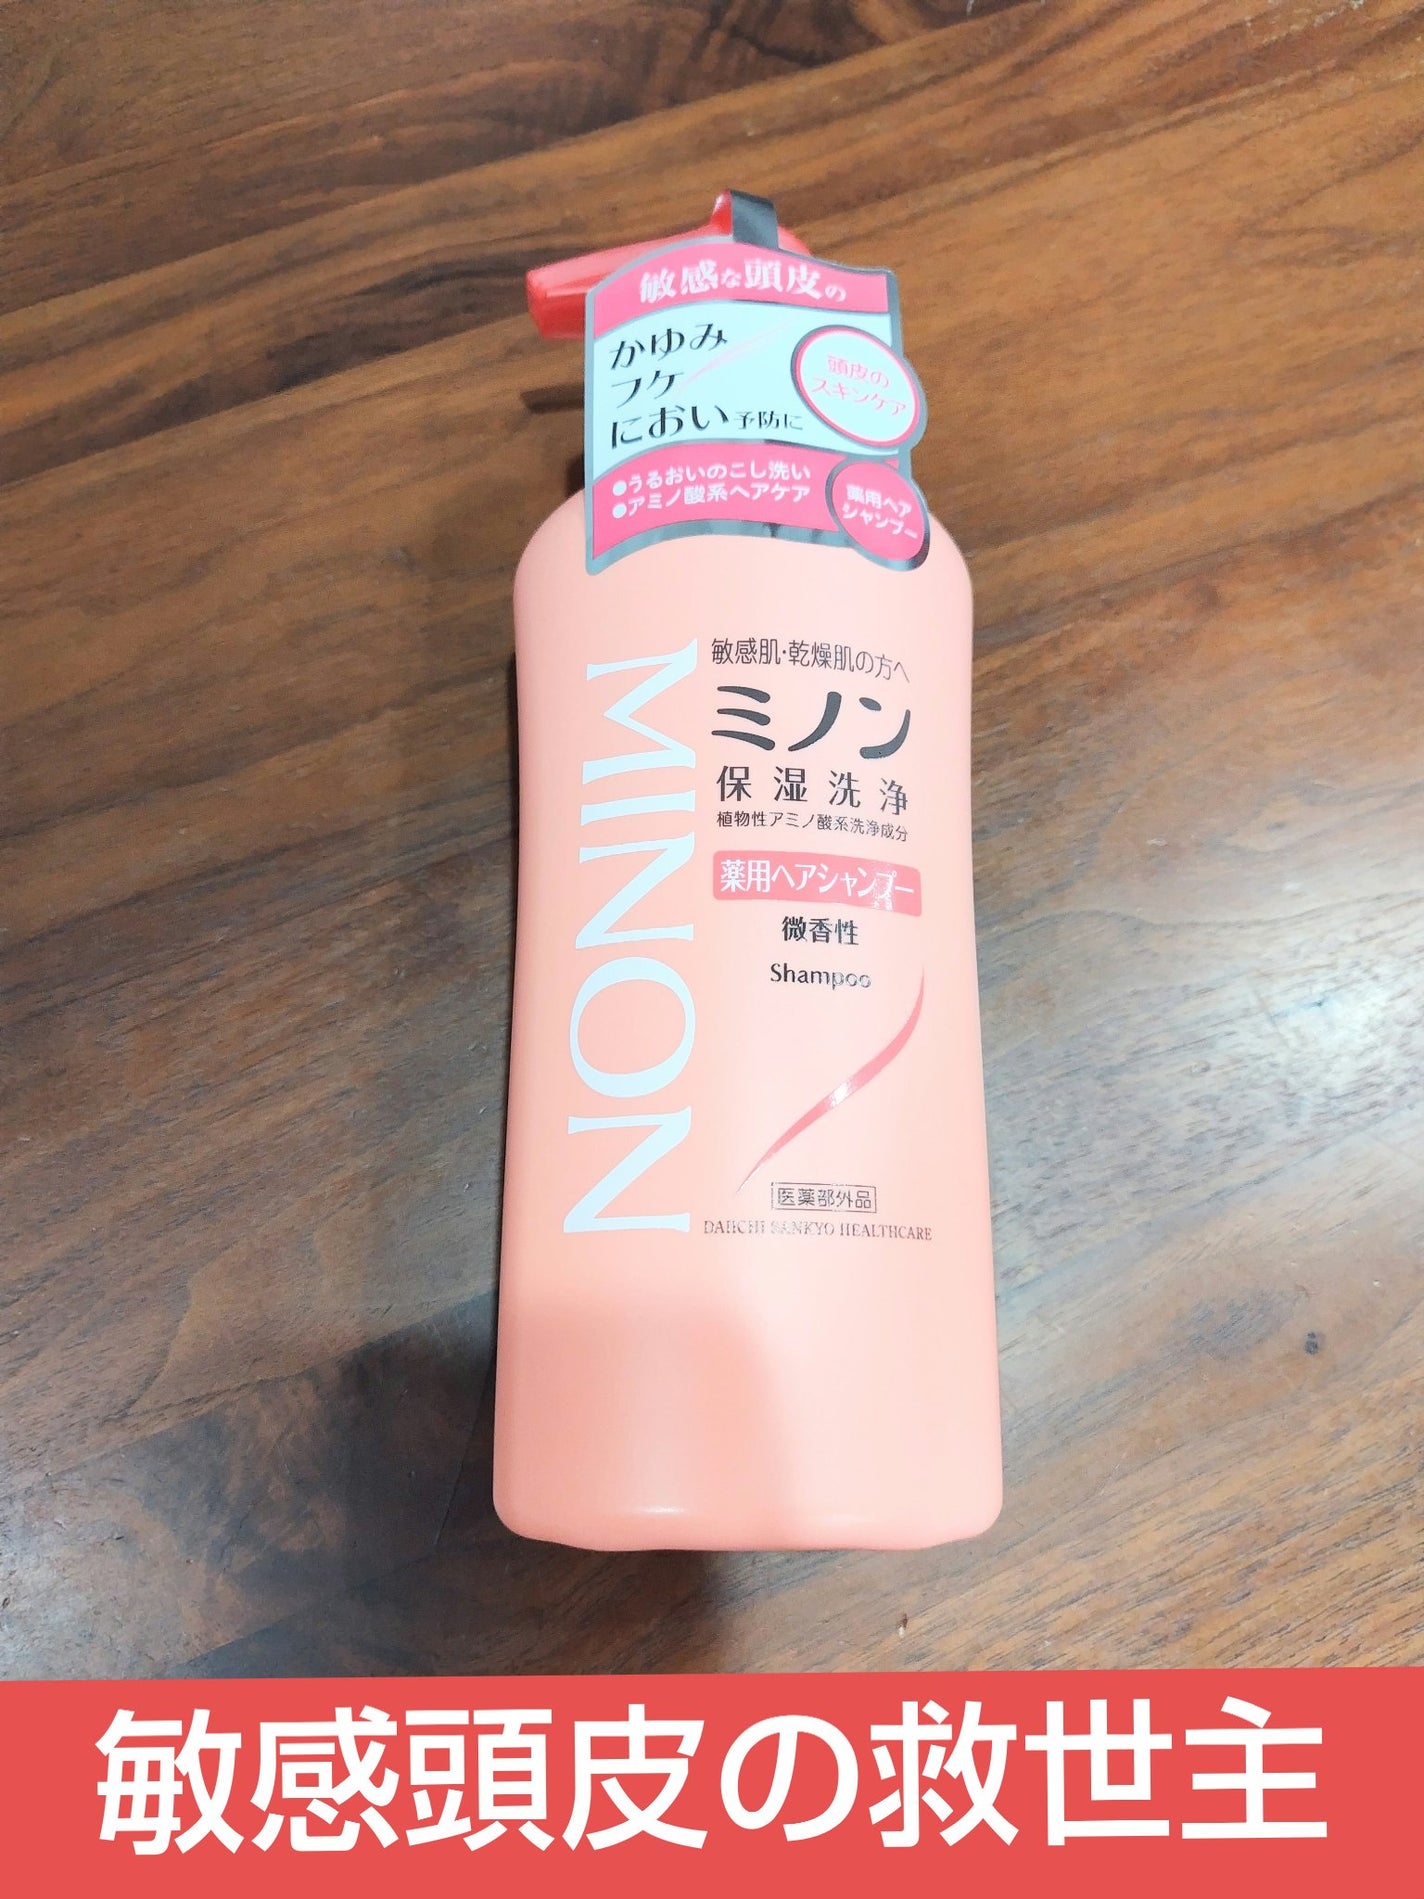 敏感な頭皮の
かゆみ
フケ
におい予防に
頭皮の
スキンケア
●うるおいのこし洗い
●アミノ酸系ヘアケア
薬用ヘア
シャンプー
MINON
敏感肌・乾燥肌の方へ
ミノン
保湿洗浄
植物性アミノ酸系洗浄成分
薬用ヘアシャンプー
微香性
Shampoo
医薬部外品
DAIICHI SANKYO HEALTHCARE
敏感頭皮の救世主